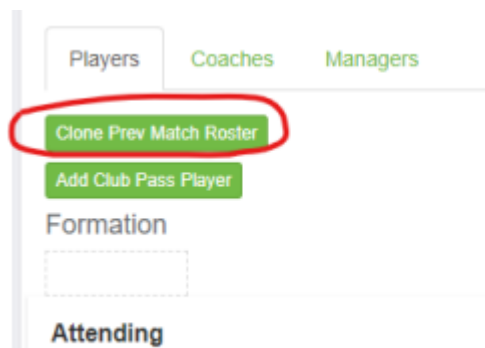 Players Coaches Managers
Clone Prev Match Roster
Add Club Pass Player
Formation
Attending